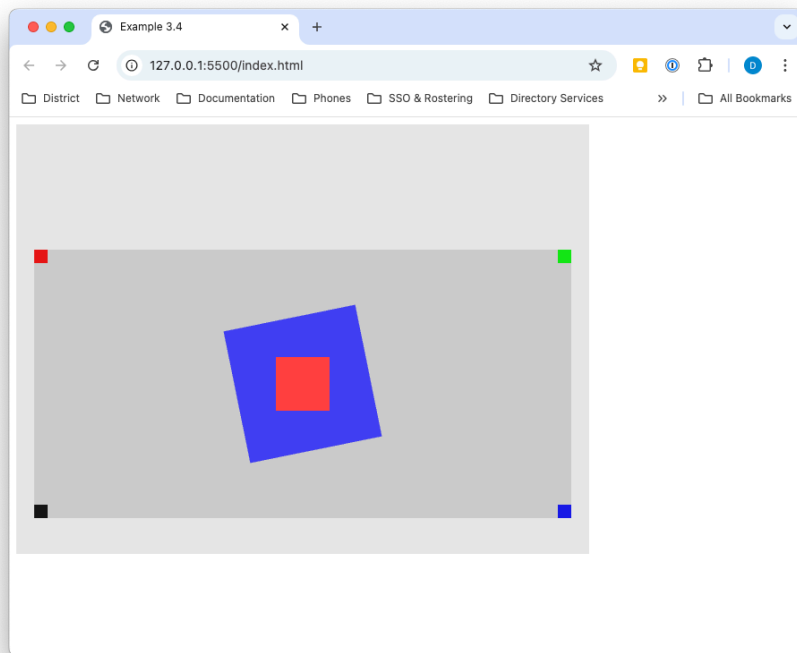 Example 3.4
127.0.0.1:5500/index.html
D
District Network Documentation Phones SSO & Rostering Directory Services All Bookmarks